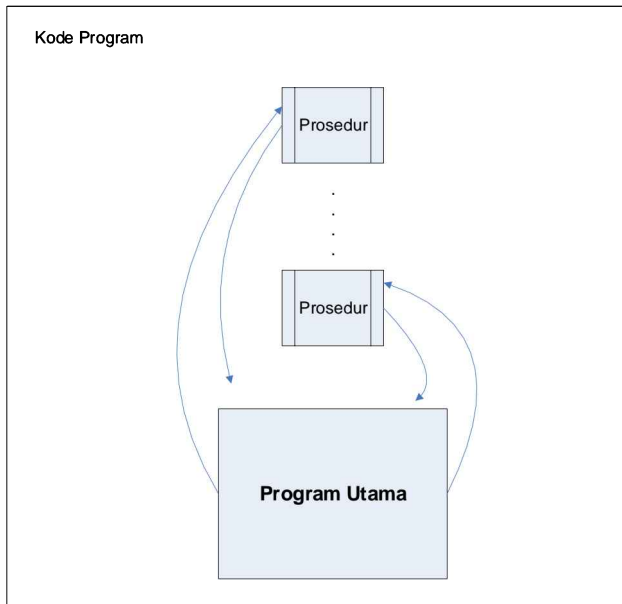 Kode Program
Prosedur
.
.
.
.
Prosedur
Program Utama